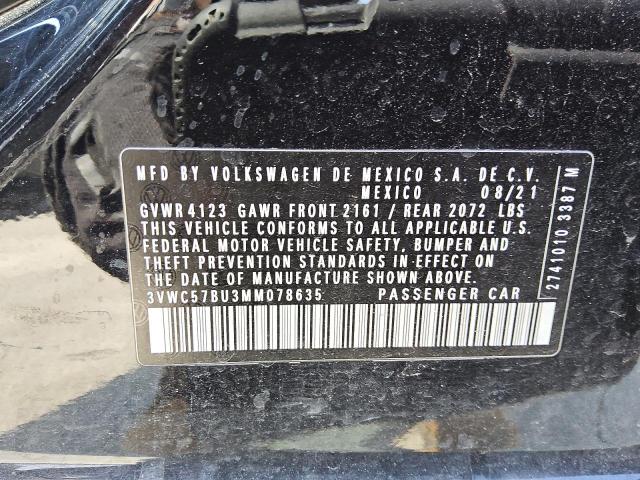 MFD BY VOLKSWAGEN DE MEXICO S.A. DE C.V.
MEXICO 08/21
GVWR 4123 GAWR FRONT 2161 / REAR 2072 LBS
THIS VEHICLE CONFORMS TO ALL APPLICABLE U.S.
FEDERAL MOTOR VEHICLE SAFETY, BUMPER AND
THEFT PREVENTION STANDARDS IN EFFECT ON
THE DATE OF MANUFACTURE SHOWN ABOVE.
3VWC57BU3MM078635 PASSENGER CAR
2741010 3387 M